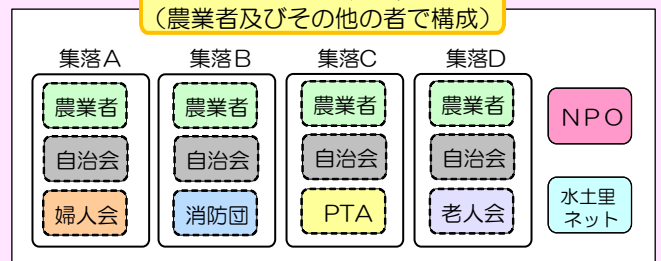 （農業者及びその他の者で構成）
集落A 集落B 集落C 集落D
農業者 農業者 農業者 農業者
NPO
自治会 自治会 自治会 自治会
婦人会 消防団 PTA 老人会
水土里
ネット